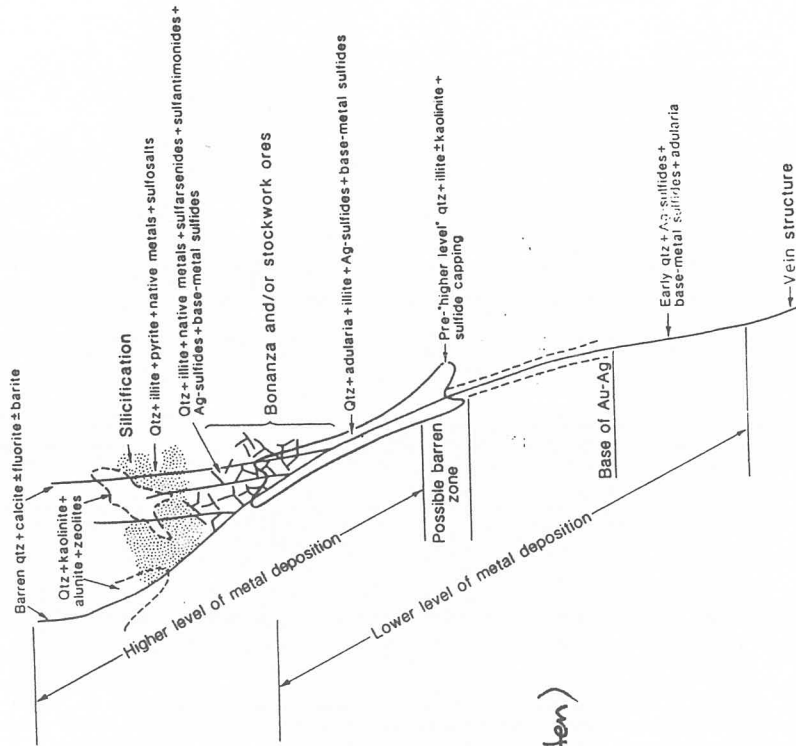 Barren qtz+calcite±fluorite±barite
Silicification
Qtz+kaolinite+
alunite+zeolites
Qtz+illite+pyrite+native metals+sulfosalts
Qtz+illite+native metals+sulfarsenides+sulfantimonides+
Ag-sulfides+base-metal sulfides
Bonanza and/or stockwork ores
Qtz+adularia+illite+Ag-sulfides+base-metal sulfides
Higher level of metal deposition
Pre-"higher level" qtz+illite±kaolinite+
sulfide capping
Possible barren
zone
Base of Au-Ag
Lower level of metal deposition
Early qtz+Ag-sulfides+
base-metal sulfides+adularia
Vein structure